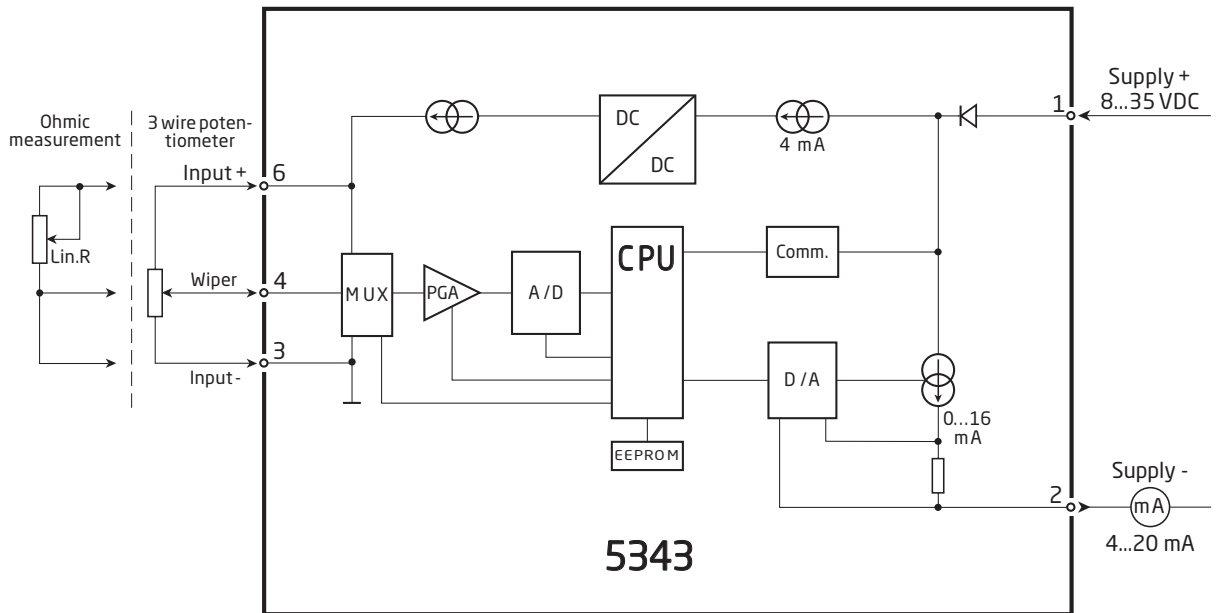 Supply +
8...35 VDC
1
DC
DC
4 mA
Ohmic
measurement
3 wire poten-
tiometer
Input +
6
Lin.R
Wiper
4
MUX
PGA
A/D
CPU
Comm.
3
Input -
D/A
0...16
mA
EEPROM
Supply -
2
mA
4...20 mA
5343